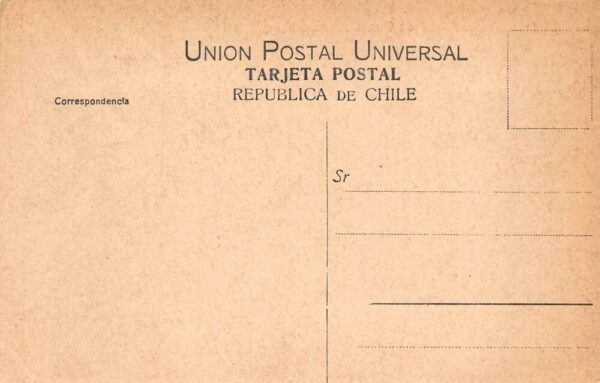 UNION POSTAL UNIVERSAL
TARJETA POSTAL
REPUBLICA DE CHILE
Correspondencia
Sr